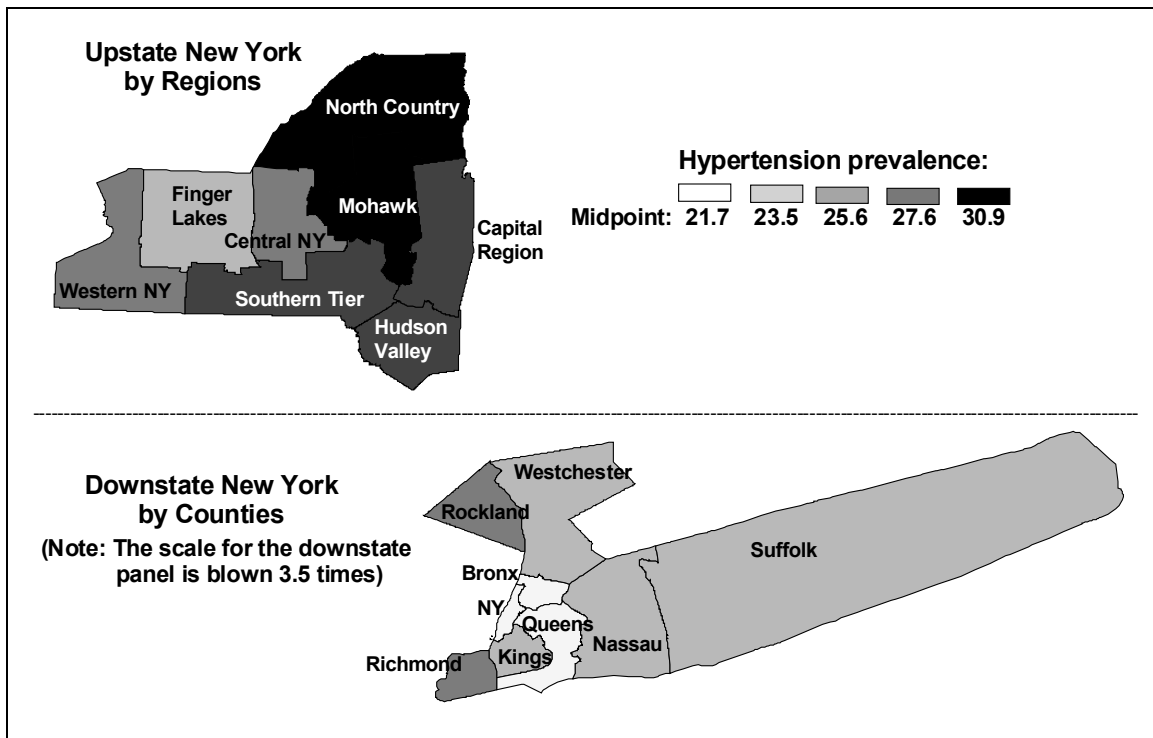 Upstate New York
by Regions
North Country
Finger
Lakes
Mohawk
Central NY
Capital
Region
Western NY
Southern Tier
Hudson
Valley
Hypertension prevalence:
Midpoint: 21.7 23.5 25.6 27.6 30.9
Downstate New York
by Counties
(Note: The scale for the downstate
panel is blown 3.5 times)
Westchester
Rockland
Suffolk
Bronx
NY
Queens
Nassau
Kings
Richmond